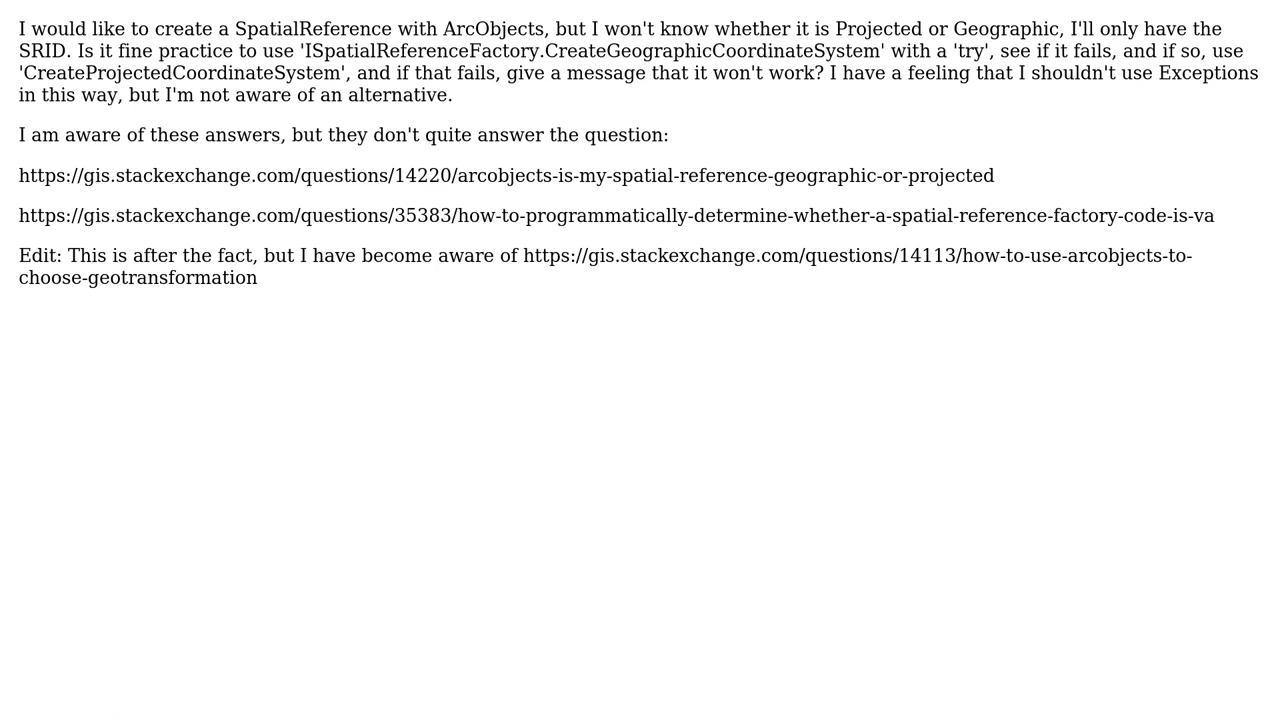 I would like to create a SpatialReference with ArcObjects, but I won't know whether it is Projected or Geographic, I'll only have the
SRID. Is it fine practice to use 'ISpatialReferenceFactory.CreateGeographicCoordinateSystem' with a 'try', see if it fails, and if so, use
'CreateProjectedCoordinateSystem', and if that fails, give a message that it won't work? I have a feeling that I shouldn't use Exceptions
in this way, but I'm not aware of an alternative.
I am aware of these answers, but they don't quite answer the question:
https://gis.stackexchange.com/questions/14220/arcobjects-is-my-spatial-reference-geographic-or-projected
https://gis.stackexchange.com/questions/35383/how-to-programmatically-determine-whether-a-spatial-reference-factory-code-is-va
Edit: This is after the fact, but I have become aware of https://gis.stackexchange.com/questions/14113/how-to-use-arcobjects-to-
choose-geotransformation